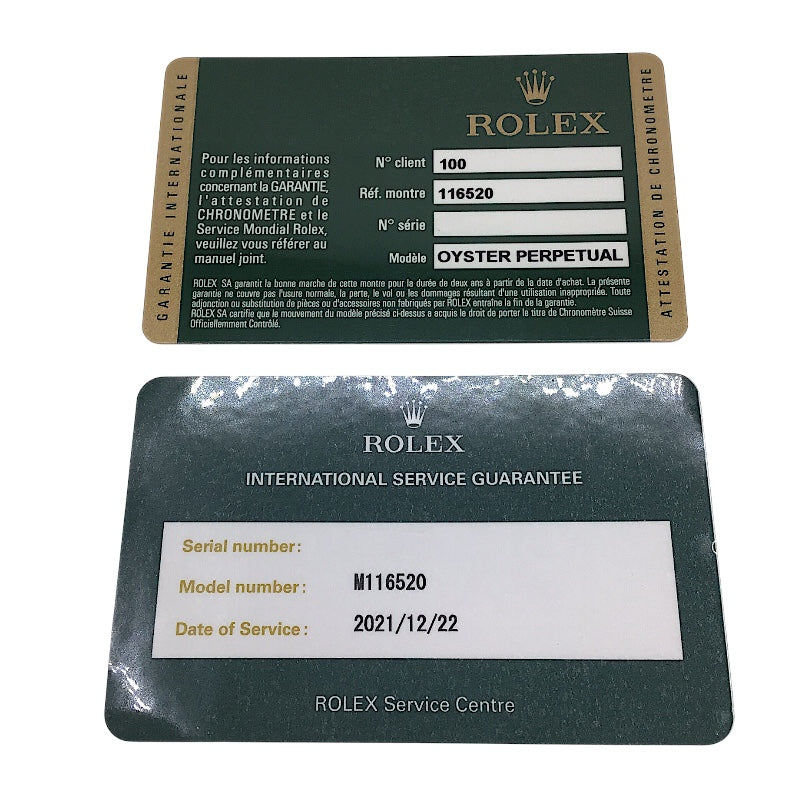 GARANTIE INTERNATIONALE
ROLEX
Pour les informations
complémentaires
concernant la GARANTIE,
l'attestation de
CHRONOMETRE et le
Service Mondial Rolex,
veuillez vous référer au
manuel joint.
N° client 100
Réf. montre 116520
N° série
Modèle OYSTER PERPETUAL
ATTESTATION DE CHRONOMETRE
ROLEX SA garantit la bonne marche de cette montre pour la durée de deux ans à partir de la date d'achat. La présente
garantie ne couvre pas l'usure normale, la perte, le vol ou les dommages résultant d'une utilisation inappropriée. Toute
adjonction ou substitution de pièces ou d'accessoires non fabriqués par ROLEX entraîne la fin de la garantie.
ROLEX SA certifie que le mouvement du modèle précisé ci-dessus a acquis le droit de porter le titre de Chronomètre Suisse
Officiellement Contrôlé.
ROLEX
INTERNATIONAL SERVICE GUARANTEE
Serial number:
Model number: M116520
Date of Service: 2021/12/22
ROLEX Service Centre